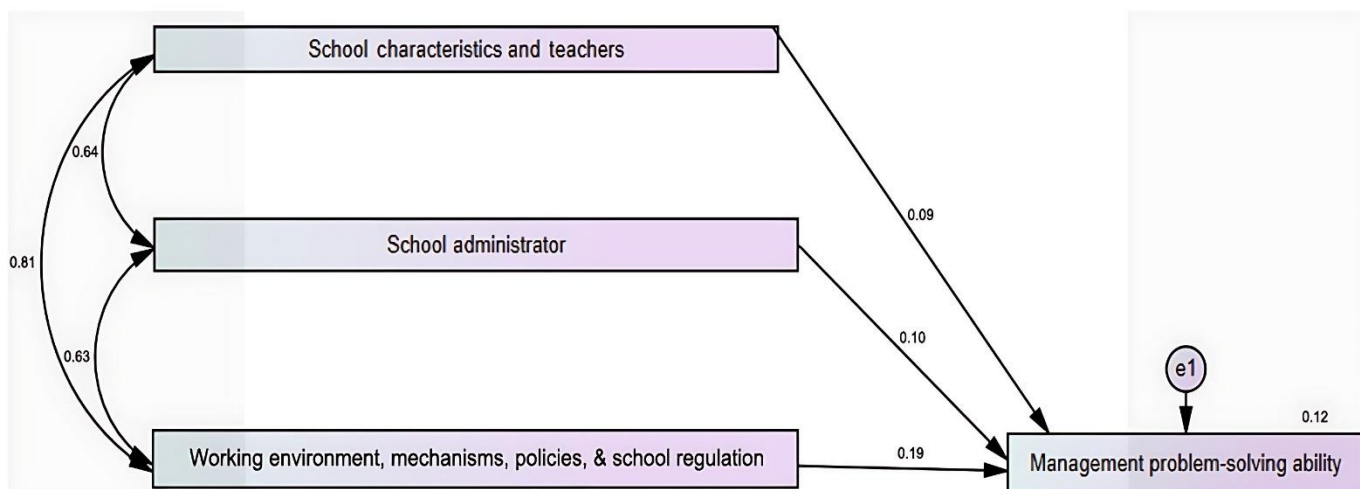 School characteristics and teachers
0.64
0.09
School administrator
0.81
0.10
0.63
e1
0.12
Working environment, mechanisms, policies, & school regulation
0.19
Management problem-solving ability